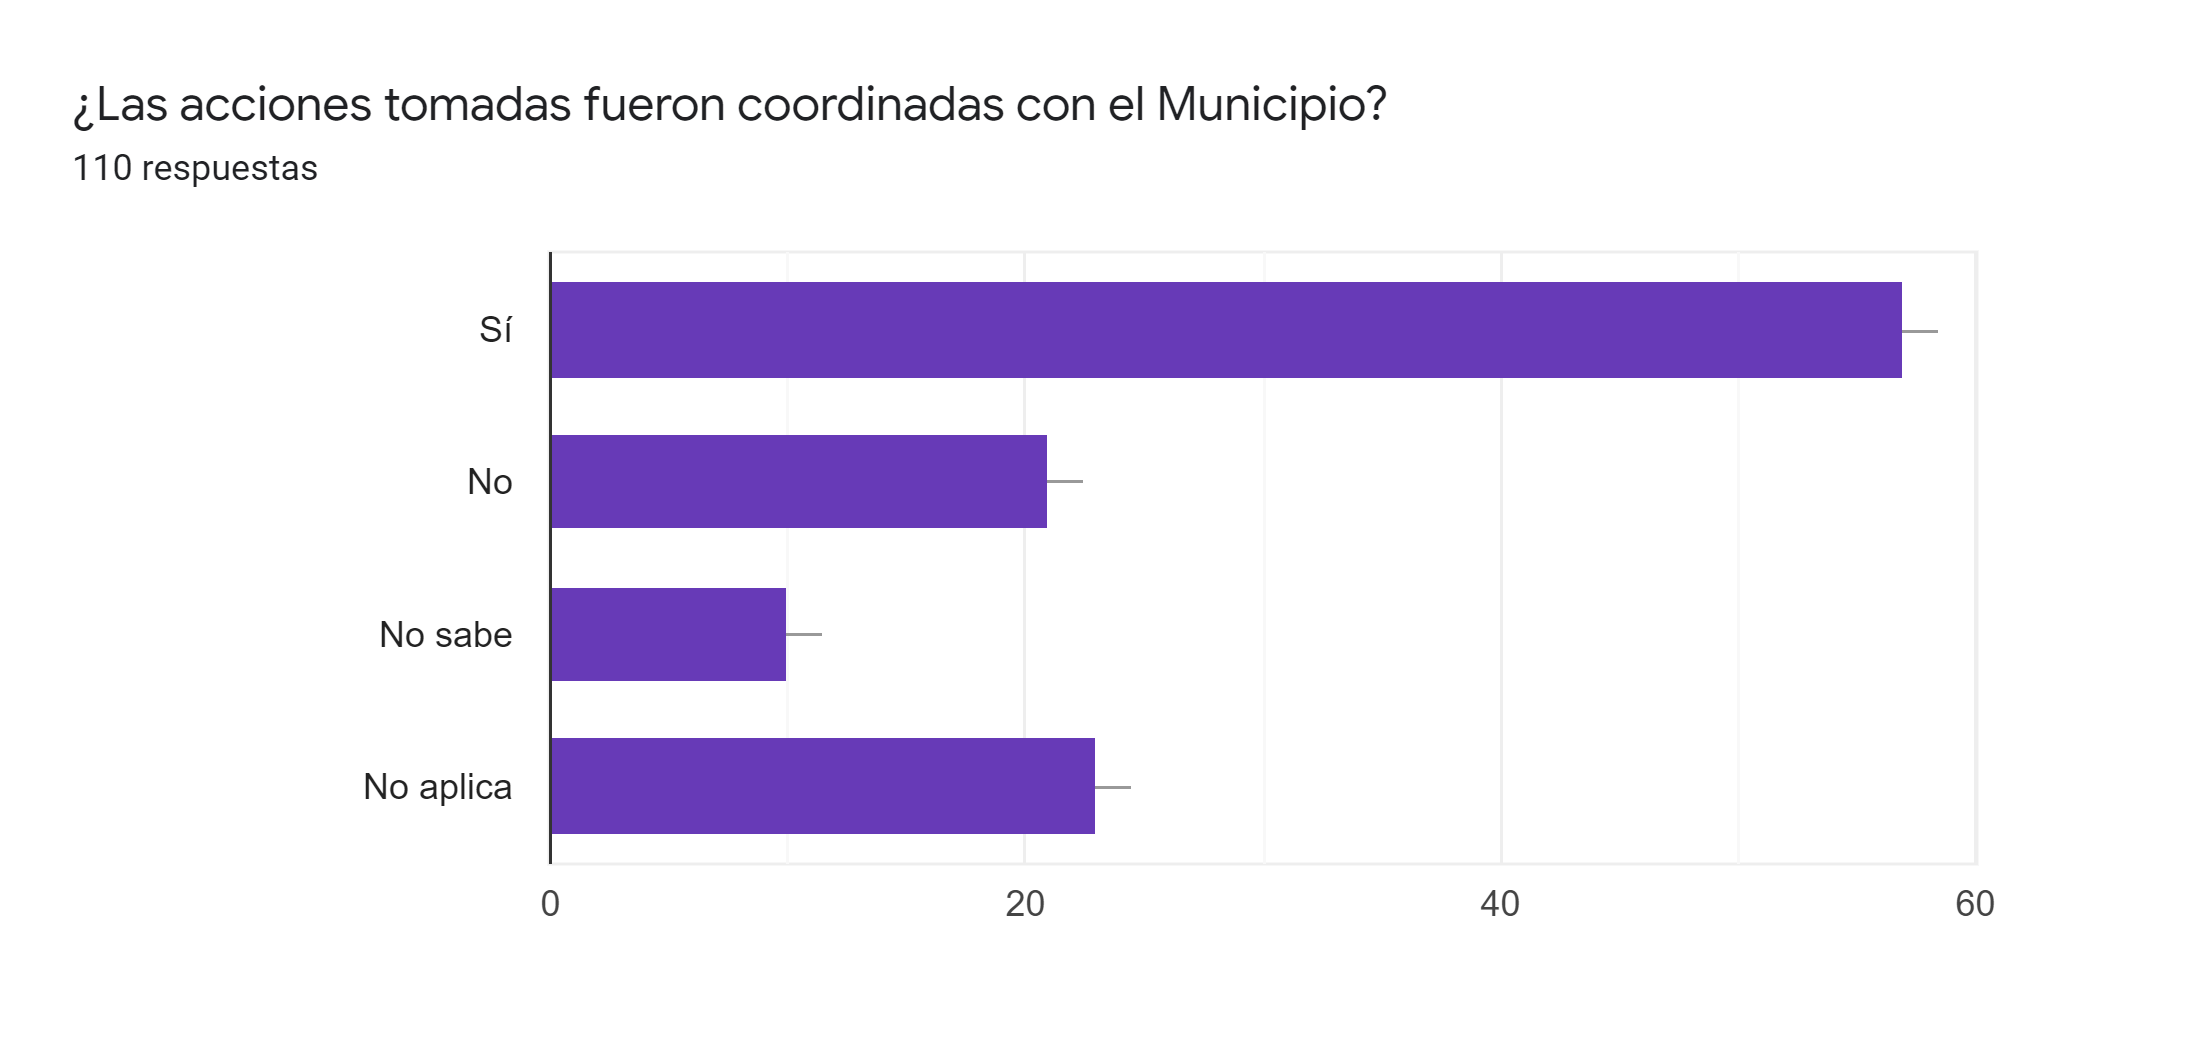 ¿Las acciones tomadas fueron coordinadas con el Municipio?
110 respuestas
Sí
No
No sabe
No aplica
0 20 40 60